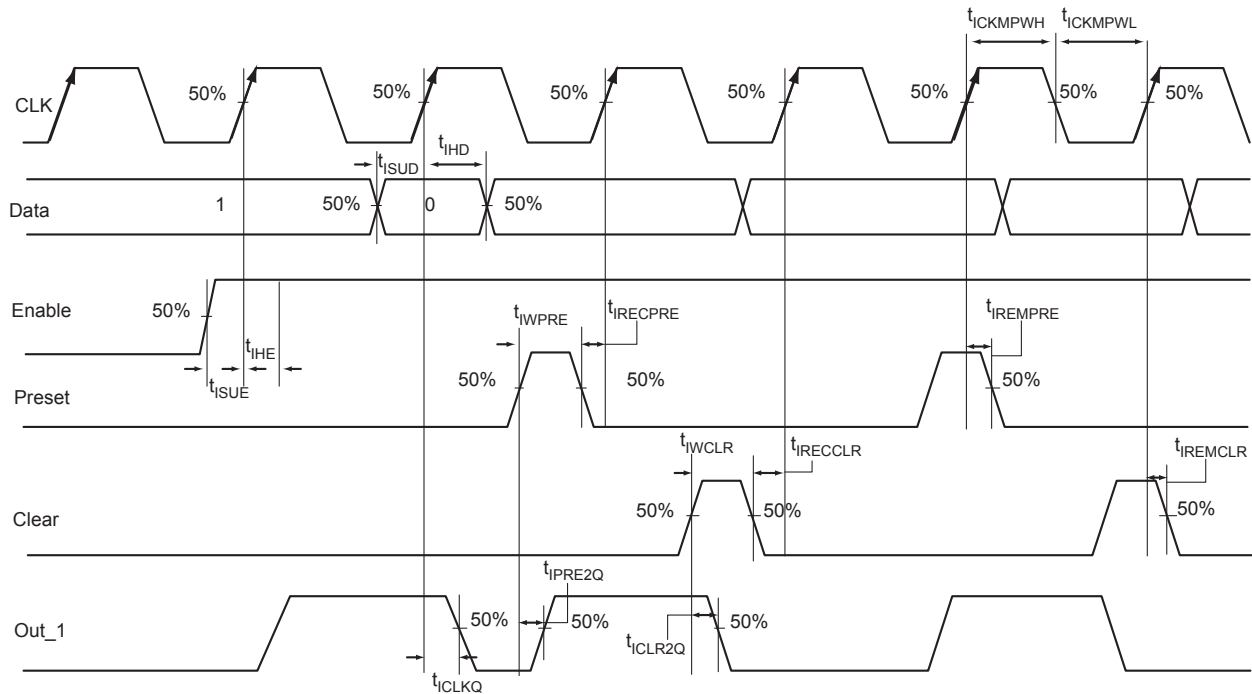 tICKMPWH tICKMPWL
CLK 50% 50% 50% 50% 50% 50% 50%
tISUD tIHD
Data 1 50% 0 50%
Enable 50%
tIHE tISUE
tIWPRE tIRECPRE tIREMPRE
Preset 50% 50% 50%
tIWCLR tIRECCLR tIREMCLR
Clear 50% 50% 50%
tIPRE2Q
Out_1 50% 50% 50%
tICLR2Q
tICLKQ